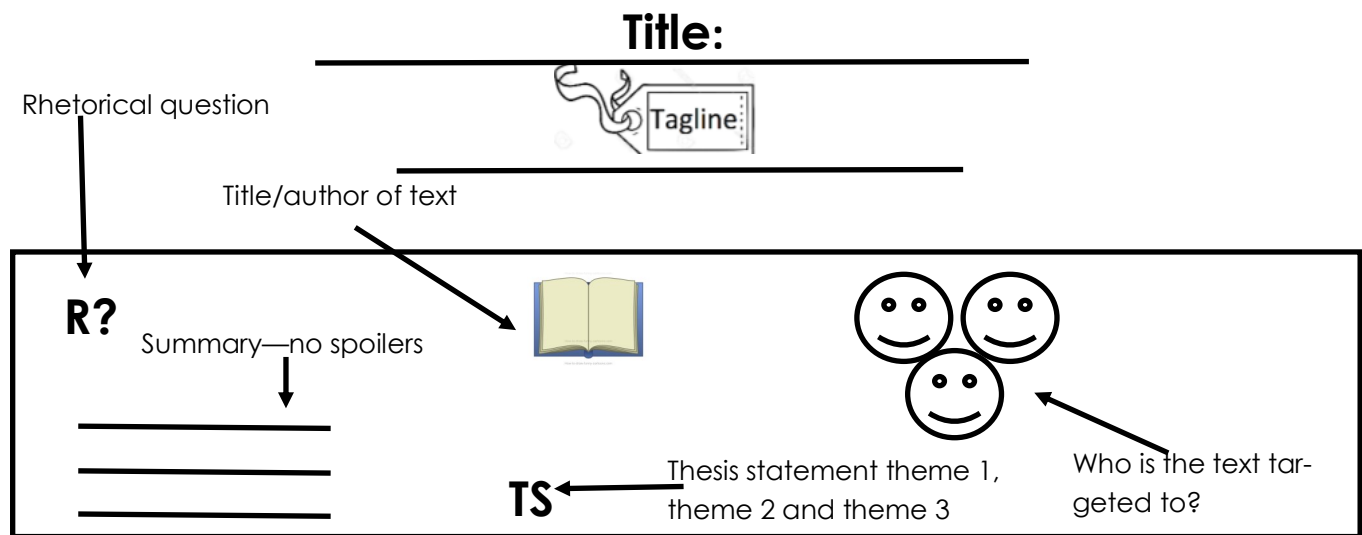 Title:
Tagline
Rhetorical question
Title/author of text
R?
Summary—no spoilers
TS
Thesis statement theme 1,
theme 2 and theme 3
Who is the text tar-
geted to?